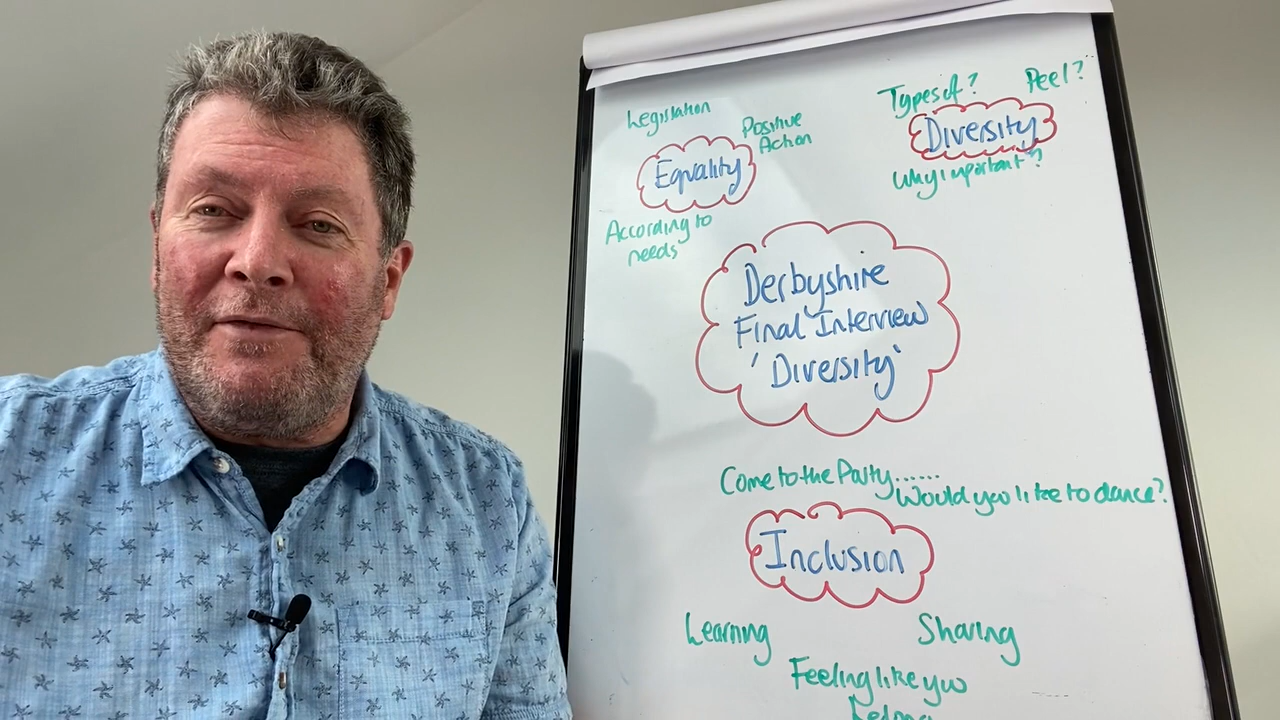 Legislation
Positive
Action
Equality
According to
needs
Types of?
Peel?
Diversity
Why important?
Derbyshire
Final Interview
'Diversity'
Come to the Party......
Would you like to dance?
Inclusion
Learning
Sharing
Feeling like you
belong